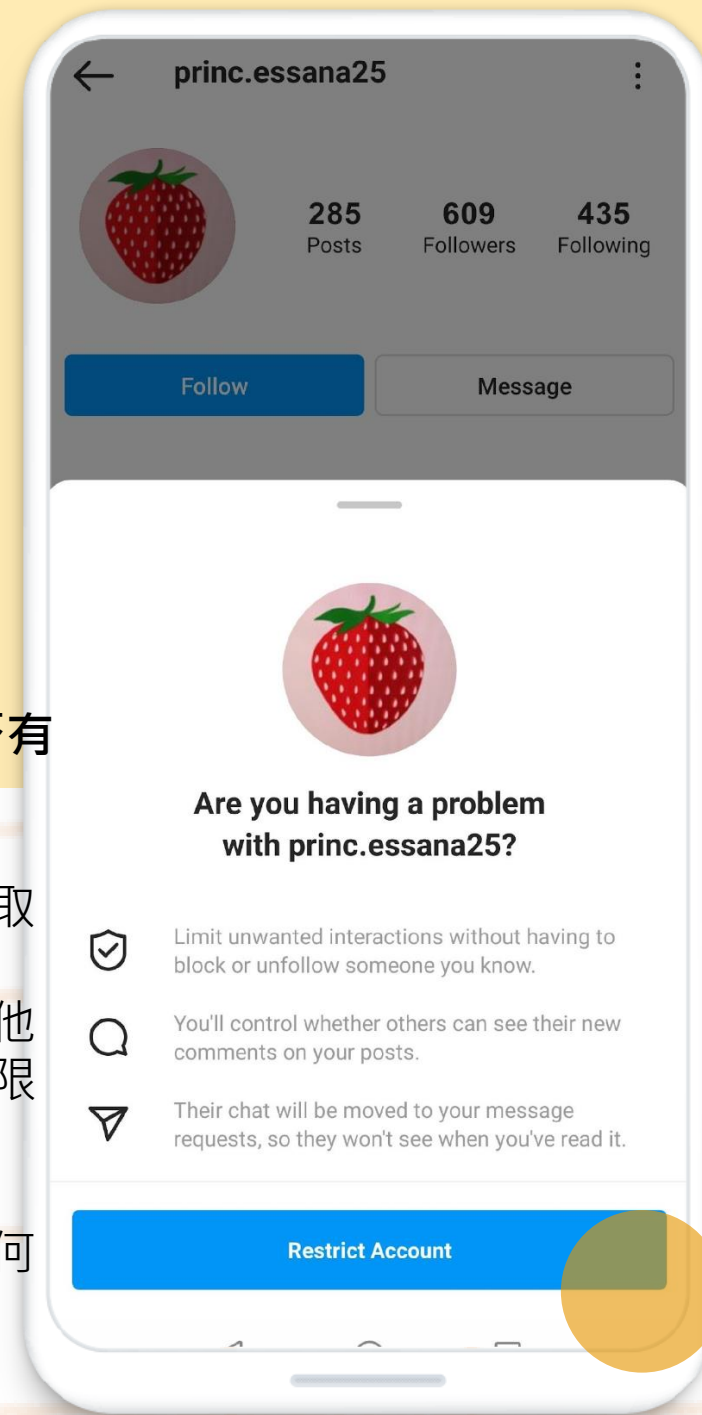 princ.essana25
285 609 435
Posts Followers Following
Follow Message
Are you having a problem
with princ.essana25?
Limit unwanted interactions without having to
block or unfollow someone you know.
You'll control whether others can see their new
comments on your posts.
Their chat will be moved to your message
requests, so they won't see when you've read it.
Restrict Account
有
取
他
限
何